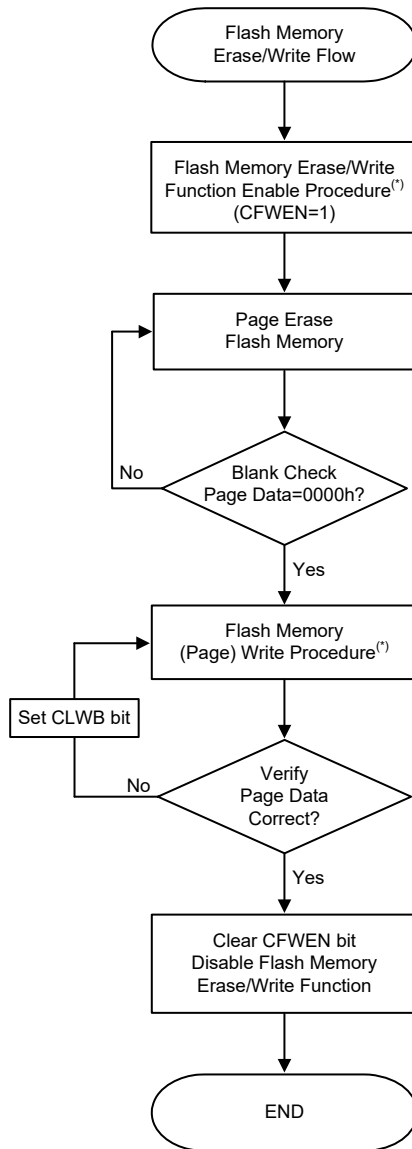 Flash Memory
Erase/Write Flow
Flash Memory Erase/Write
Function Enable Procedure(*)
(CFWEN=1)
Page Erase
Flash Memory
No
Blank Check
Page Data=0000h?
Yes
Flash Memory
(Page) Write Procedure(*)
Set CLWB bit
No
Verify
Page Data
Correct?
Yes
Clear CFWEN bit
Disable Flash Memory
Erase/Write Function
END